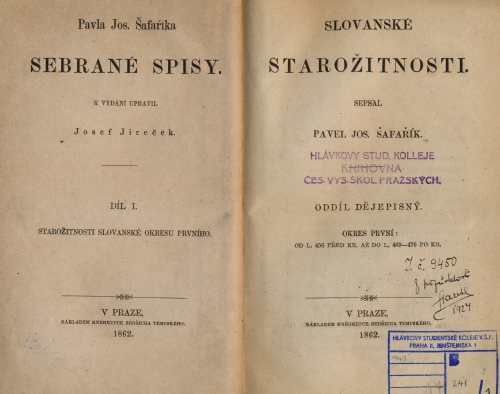 Pavla Jos. Šafaříka
SEBRANÉ SPISY.
K VYDÁNÍ UPRAVIL
Josef Jireček.
DÍL I.
STAROŽITNOSTI SLOVANSKÉ OKRESU PRVNÍHO.
V PRAZE,
NÁKLADEM KNĚHKUPCE BEDŘICHA TEMPSKÉHO.
1862.
SLOVANSKÉ
STAROŽITNOSTI.
SEPSAL
PAVEL JOS. ŠAFAŘÍK.
HLÁVKOVY STUD. KOLLEJE
KNIHOVNA
ČES. VYS. ŠKOL PRAŽSKÝCH.
ODDÍL DĚJEPISNÝ.
OKRES PRVNÍ:
OD L. 456 PŘED KR. AŽ DO L. 469—476 PO KR.
I. č. 9450
1924
V PRAZE,
NÁKLADEM KNĚHKUPCE BEDŘICHA TEMPSKÉHO.
1862.
HLÁVKOVY STUDENTSKÉ KOLEJE V.Š.P.
PRAHA II, JENŠTEJNSKÁ 1
B
241